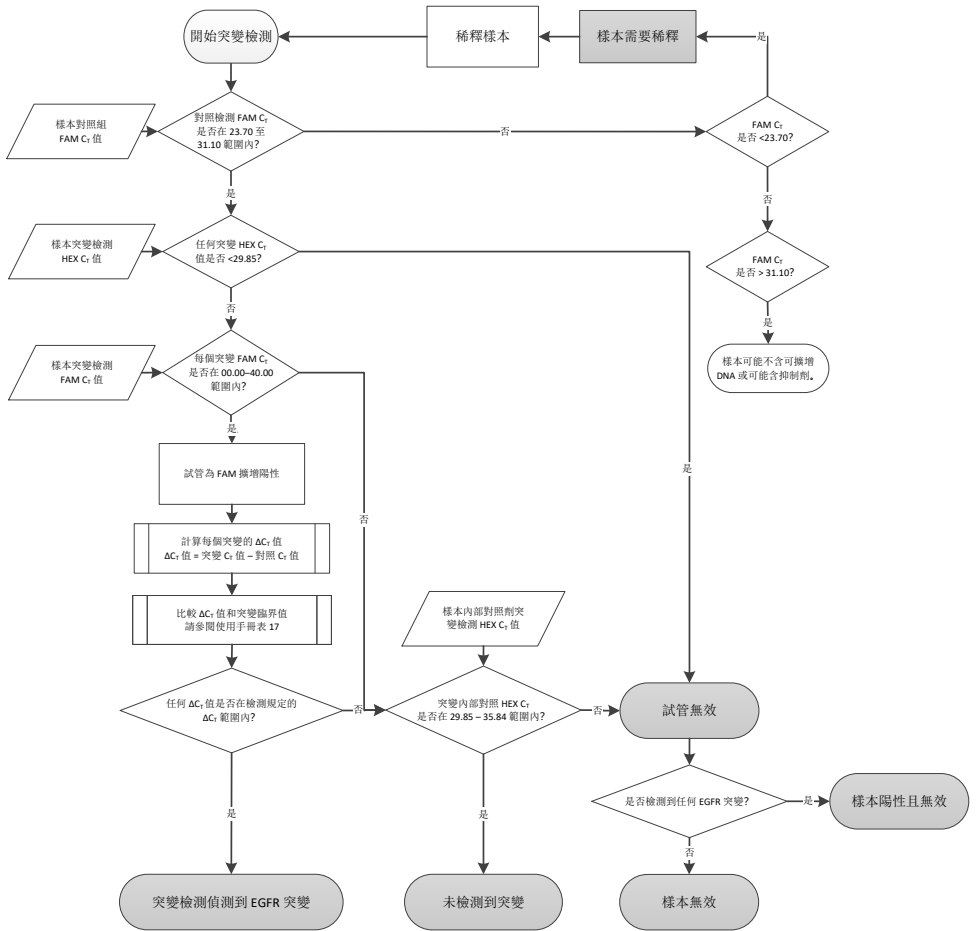 開始突變檢測
稀釋樣本
樣本需要稀釋
是
樣本對照組
FAM CT 值
對照檢測 FAM CT
是否在 23.70 至
31.10 範圍內?
否
FAM CT
是否 <23.70?
是
否
樣本突變檢測
HEX CT 值
任何突變 HEX CT
值是否 <29.85?
FAM CT
是否 > 31.10?
否
是
樣本突變檢測
FAM CT 值
每個突變 FAM CT
是否在 00.00–40.00
範圍內?
樣本可能不含可擴增
DNA 或可能含抑制劑。
是
試管為 FAM 擴增陽性
是
否
計算每個突變的 ΔCT 值
ΔCT 值 = 突變 CT 值 – 對照 CT 值
比較 ΔCT 值和突變臨界值
請參閱使用手冊表 17
樣本內部對照劑突
變檢測 HEX CT 值
任何 ΔCT 值是否在檢測規定的
ΔCT 範圍內?
否
突變內部對照 HEX CT
是否在 29.85 – 35.84 範圍內?
否
試管無效
是否檢測到任何 EGFR 突變?
是
樣本陽性且無效
是
是
否
突變檢測偵測到 EGFR 突變
未檢測到突變
樣本無效